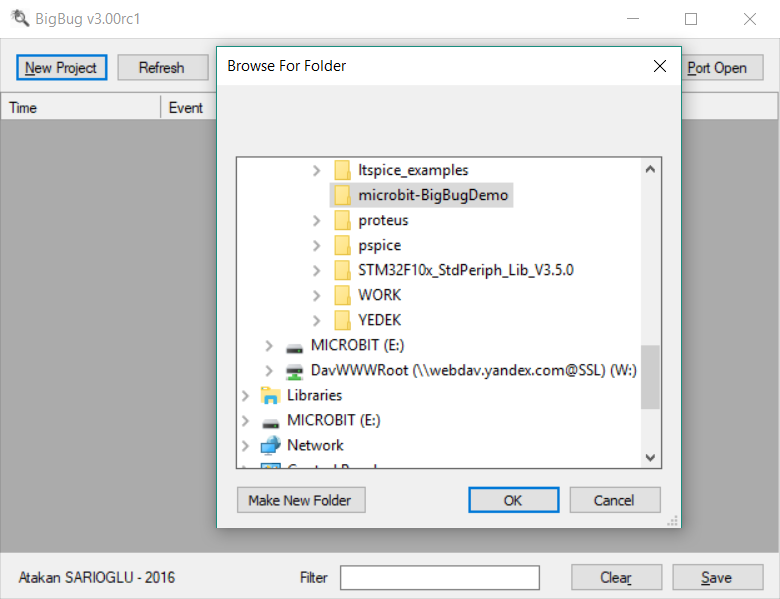 BigBug v3.00rc1
New Project
Refresh
Port Open
Time
Event
Browse For Folder
ltspice_examples
microbit-BigBugDemo
proteus
pspice
STM32F10x_StdPeriph_Lib_V3.5.0
WORK
YEDEK
MICROBIT (E:)
DavWWWRoot (\\webdav.yandex.com@SSL) (W:)
Libraries
MICROBIT (E:)
Network
Make New Folder
OK
Cancel
Atakan SARIOGLU - 2016
Filter
Clear
Save